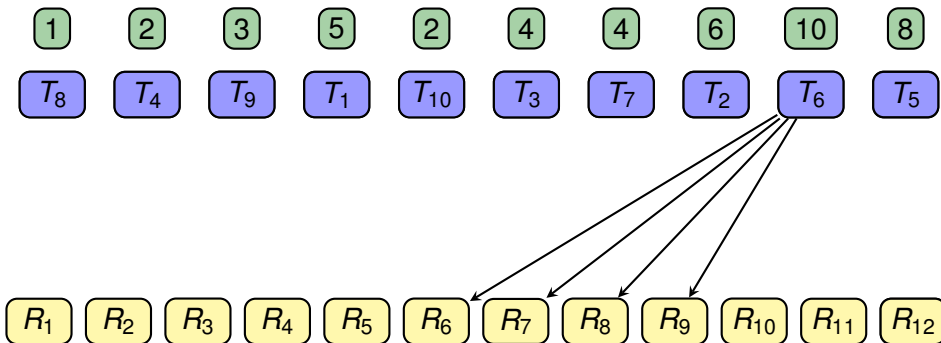 1 2 3 5 2 4 4 6 10 8
T₈ T₄ T₉ T₁ T₁₀ T₃ T₇ T₂ T₆ T₅
R₁ R₂ R₃ R₄ R₅ R₆ R₇ R₈ R₉ R₁₀ R₁₁ R₁₂